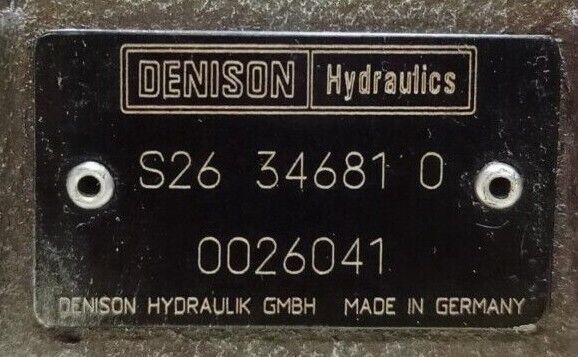 DENISON Hydraulics
S26 34681 0
0026041
DENISON HYDRAULIK GMBH MADE IN GERMANY